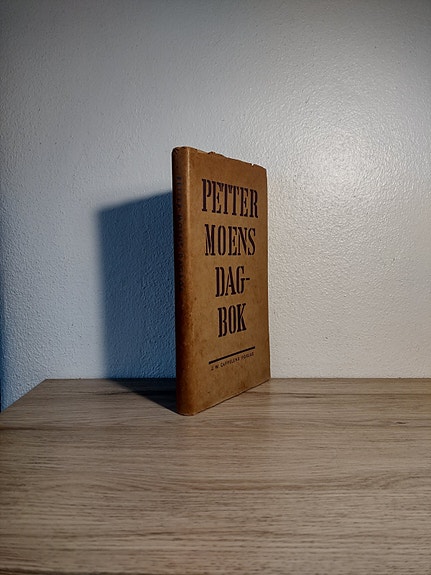 PETTER
MOENS
DAG-
BOK
J.W. CAPPELENS FORLAG